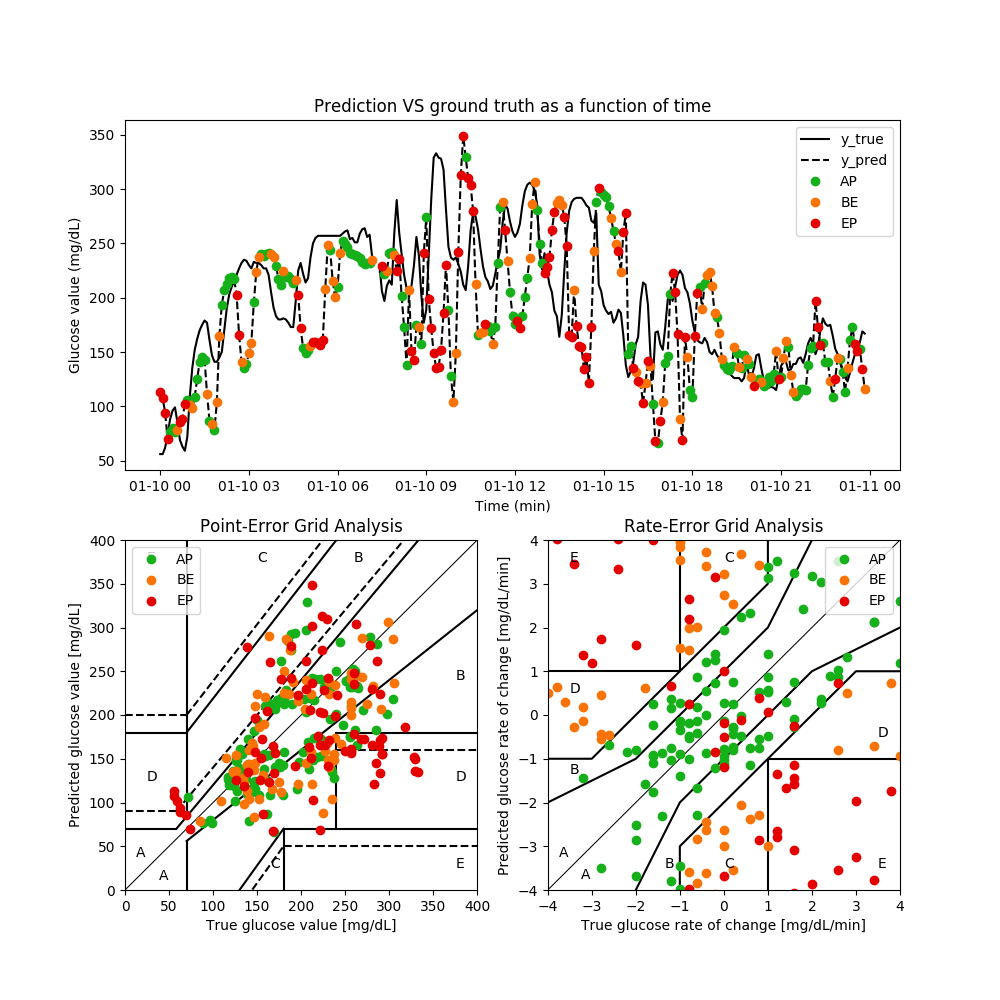 Prediction VS ground truth as a function of time
Glucose value (mg/dL)
350
300
250
200
150
100
50
y_true
y_pred
AP
BE
EP
01-10 00 01-10 03 01-10 06 01-10 09 01-10 12 01-10 15 01-10 18 01-10 21 01-11 00
Time (min)
Point-Error Grid Analysis
Predicted glucose value [mg/dL]
400
350
300
250
200
150
100
50
0
AP
BE
EP
C
B
B
D
D
A
A
C
E
0 50 100 150 200 250 300 350 400
True glucose value [mg/dL]
Rate-Error Grid Analysis
Predicted glucose rate of change [mg/dL/min]
4
3
2
1
0
−1
−2
−3
−4
E
C
AP
BE
EP
D
D
B
A
A
B
C
E
−4 −3 −2 −1 0 1 2 3 4
True glucose rate of change [mg/dL/min]